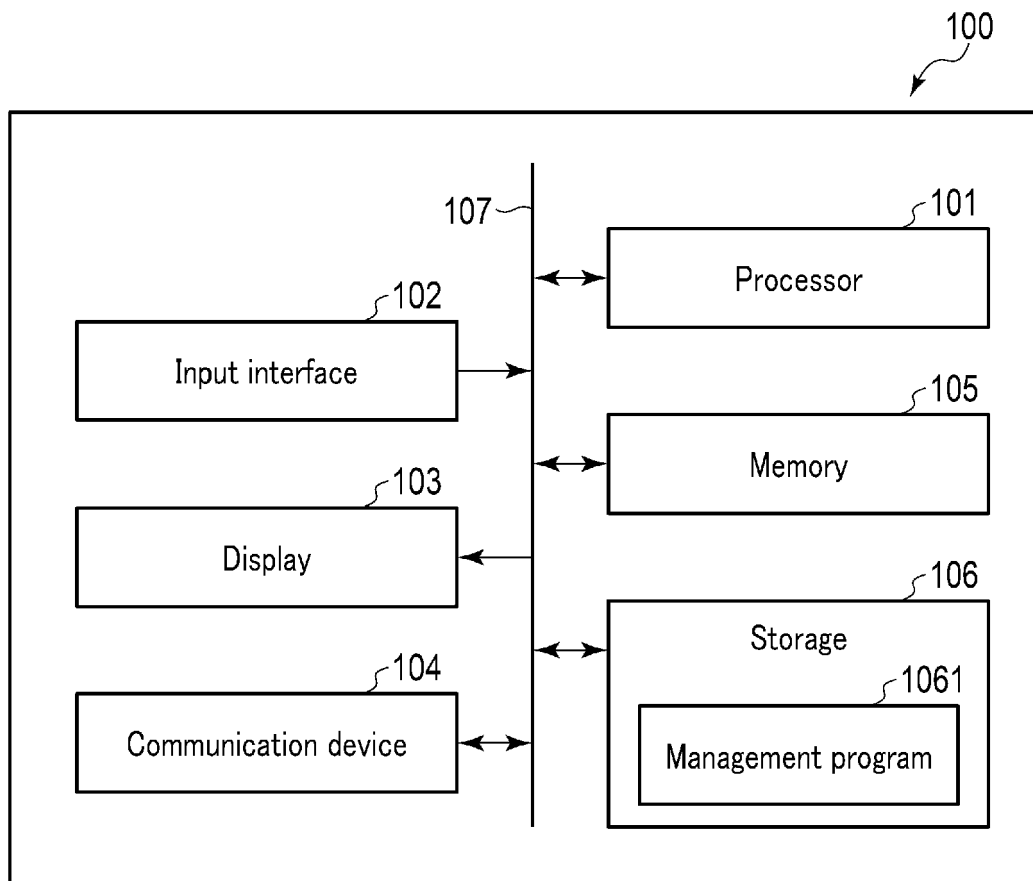 100
107
101
Processor
102
Input interface
105
Memory
103
Display
106
Storage
104
Communication device
1061
Management program